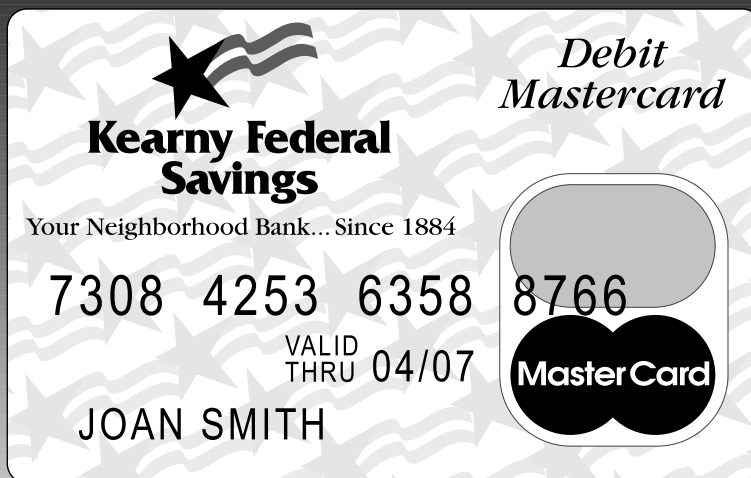 Debit
Mastercard
Kearny Federal
Savings
Your Neighborhood Bank... Since 1884
7308 4253 6358 8766
VALID
THRU 04/07
MasterCard
JOAN SMITH